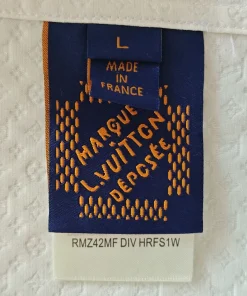 L
MADE
IN
FRANCE
MARQUE
L.VUITTON
DÉPOSÉE
RMZ42MF DIV HRFS1W